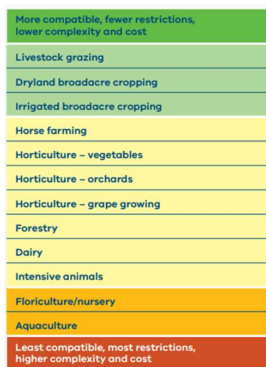 More compatible, fewer restrictions,
lower complexity and cost
Livestock grazing
Dryland broadacre cropping
Irrigated broadacre cropping
Horse farming
Horticulture – vegetables
Horticulture – orchards
Horticulture – grape growing
Forestry
Dairy
Intensive animals
Floriculture/nursery
Aquaculture
Least compatible, most restrictions,
higher complexity and cost